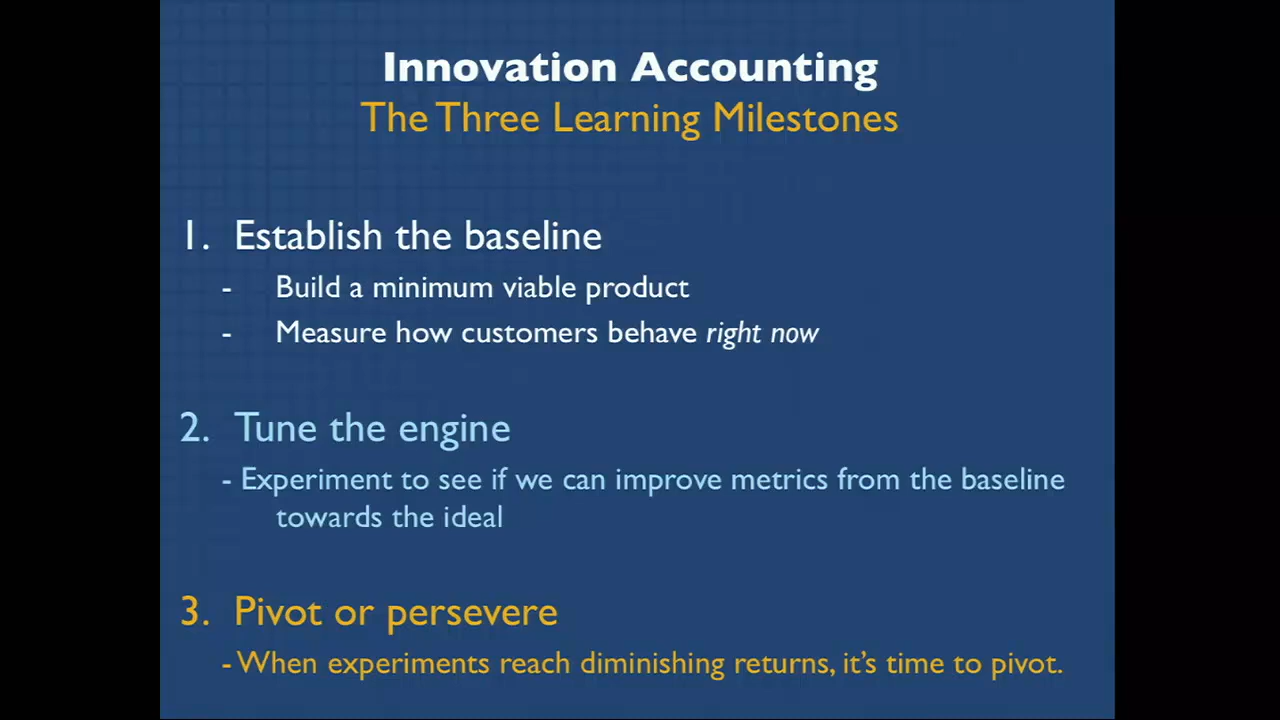 Innovation Accounting
The Three Learning Milestones
1. Establish the baseline
- Build a minimum viable product
- Measure how customers behave right now
2. Tune the engine
- Experiment to see if we can improve metrics from the baseline
towards the ideal
3. Pivot or persevere
- When experiments reach diminishing returns, it’s time to pivot.